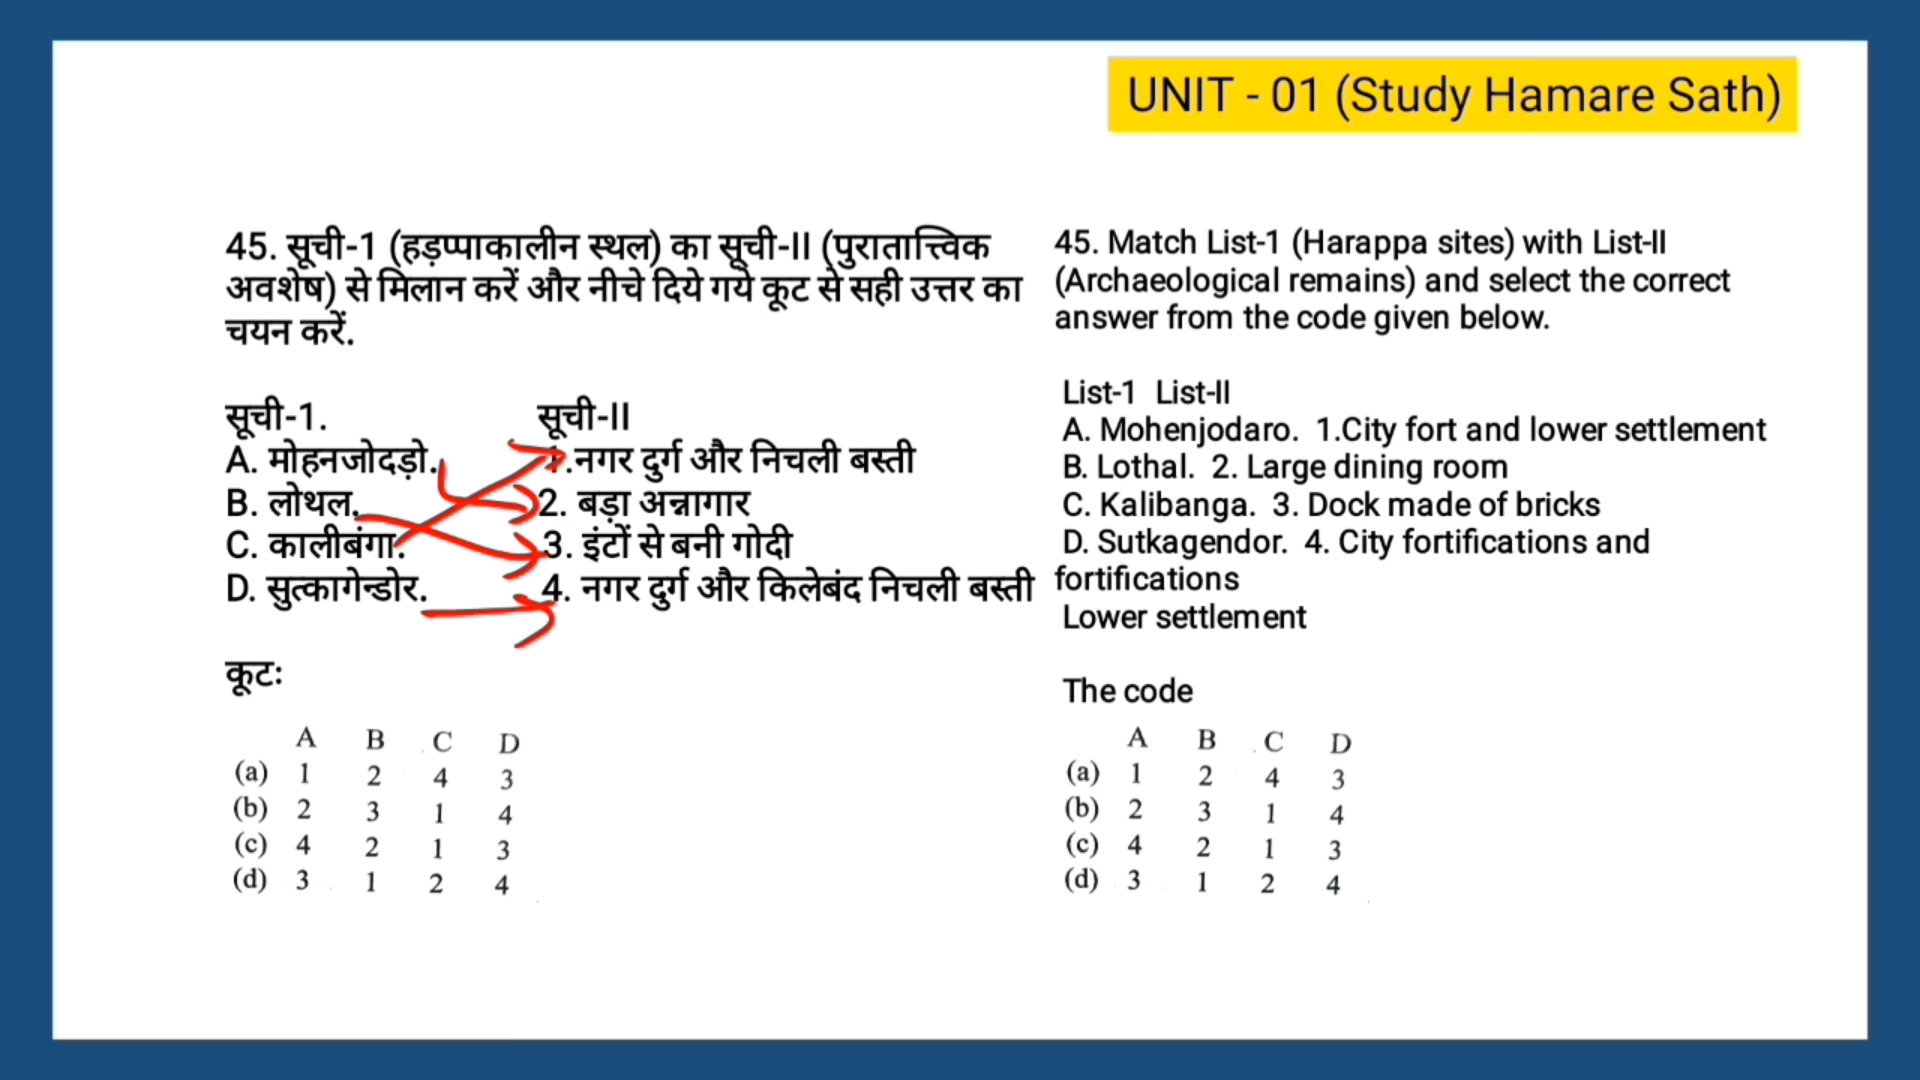 UNIT - 01 (Study Hamare Sath)
45. सूची-1 (हड़प्पाकालीन स्थल) का सूची-II (पुरातात्त्विक
अवशेष) से मिलान करें और नीचे दिये गये कूट से सही उत्तर का
चयन करें.
सूची-1. सूची-II
A. मोहनजोदड़ो. 1.नगर दुर्ग और निचली बस्ती
B. लोथल. 2. बड़ा अन्नागार
C. कालीबंगा. 3. इंटों से बनी गोदी
D. सुत्कागेन्डोर. 4. नगर दुर्ग और किलेबंद निचली बस्ती
कूटः
A B C D
(a) 1 2 4 3
(b) 2 3 1 4
(c) 4 2 1 3
(d) 3 1 2 4
45. Match List-1 (Harappa sites) with List-II
(Archaeological remains) and select the correct
answer from the code given below.
List-1 List-II
A. Mohenjodaro. 1.City fort and lower settlement
B. Lothal. 2. Large dining room
C. Kalibanga. 3. Dock made of bricks
D. Sutkagendor. 4. City fortifications and
fortifications
Lower settlement
The code
A B C D
(a) 1 2 4 3
(b) 2 3 1 4
(c) 4 2 1 3
(d) 3 1 2 4